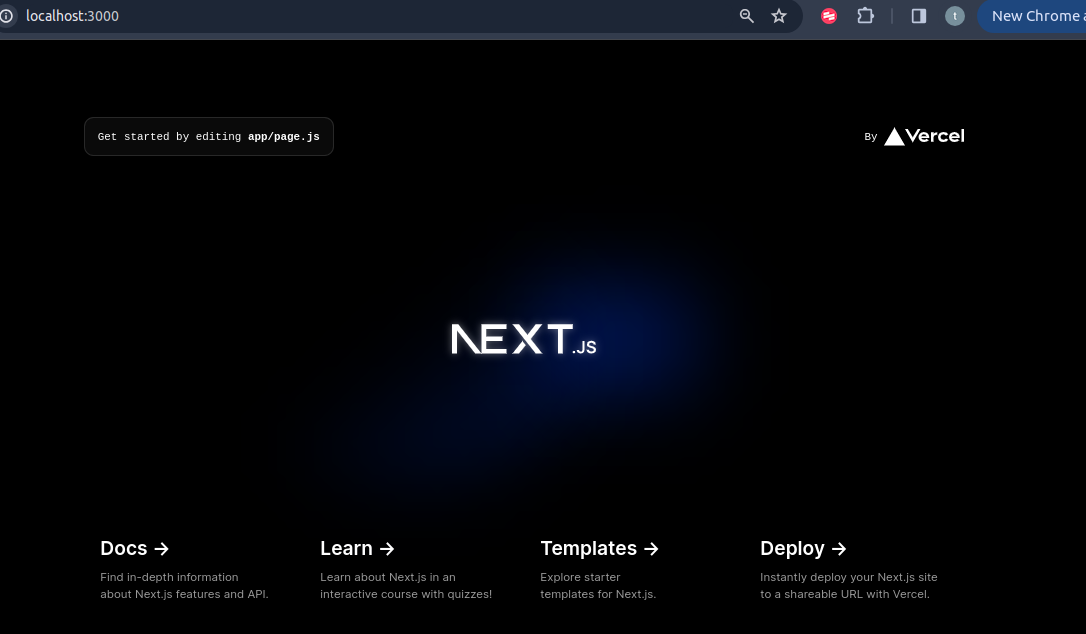 localhost:3000
t
New Chrome
Get started by editing app/page.js
By Vercel
NEXT.JS
Docs ->
Find in-depth information
about Next.js features and API.
Learn ->
Learn about Next.js in an
interactive course with quizzes!
Templates ->
Explore starter
templates for Next.js.
Deploy ->
Instantly deploy your Next.js site
to a shareable URL with Vercel.